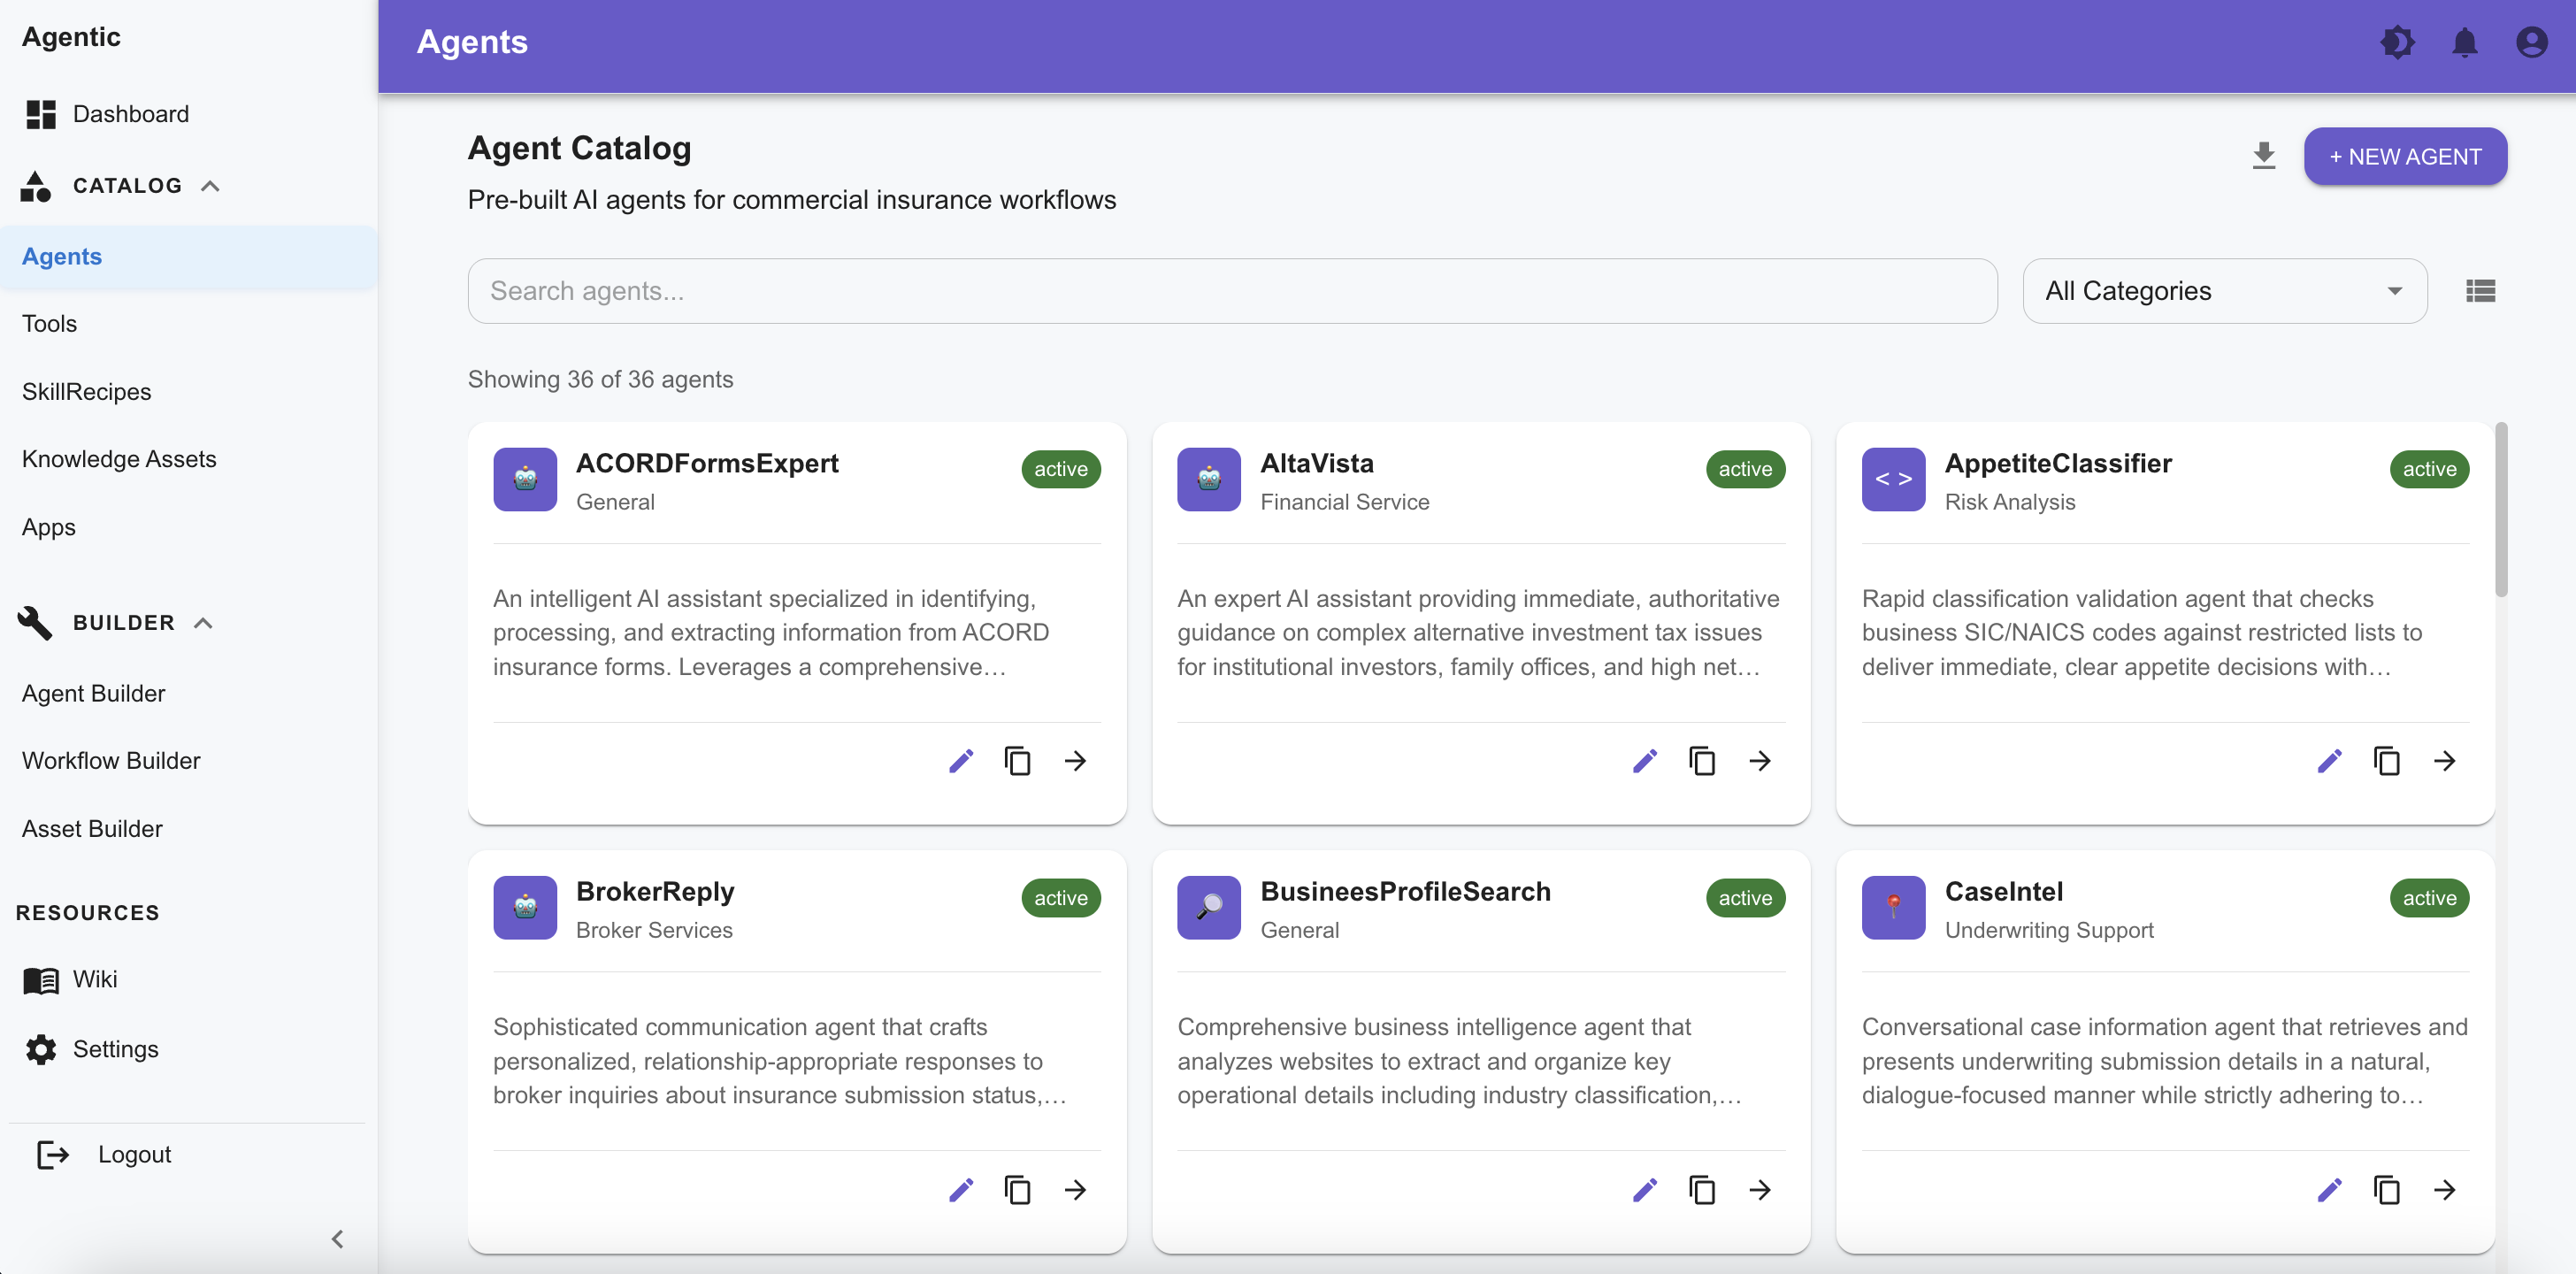 Agentic
Dashboard
CATALOG
Agents
Tools
SkillRecipes
Knowledge Assets
Apps
BUILDER
Agent Builder
Workflow Builder
Asset Builder
RESOURCES
Wiki
Settings
Logout
Agents
Agent Catalog
Pre-built AI agents for commercial insurance workflows
+ NEW AGENT
Search agents...
All Categories
Showing 36 of 36 agents
ACORDFormsExpert
active
General
An intelligent AI assistant specialized in identifying,
processing, and extracting information from ACORD
insurance forms. Leverages a comprehensive…
AltaVista
active
Financial Service
An expert AI assistant providing immediate, authoritative
guidance on complex alternative investment tax issues
for institutional investors, family offices, and high net…
AppetiteClassifier
active
Risk Analysis
Rapid classification validation agent that checks
business SIC/NAICS codes against restricted lists to
deliver immediate, clear appetite decisions with…
BrokerReply
active
Broker Services
Sophisticated communication agent that crafts
personalized, relationship-appropriate responses to
broker inquiries about insurance submission status,…
BusineesProfileSearch
active
General
Comprehensive business intelligence agent that
analyzes websites to extract and organize key
operational details including industry classification,…
CaseIntel
active
Underwriting Support
Conversational case information agent that retrieves and
presents underwriting submission details in a natural,
dialogue-focused manner while strictly adhering to…